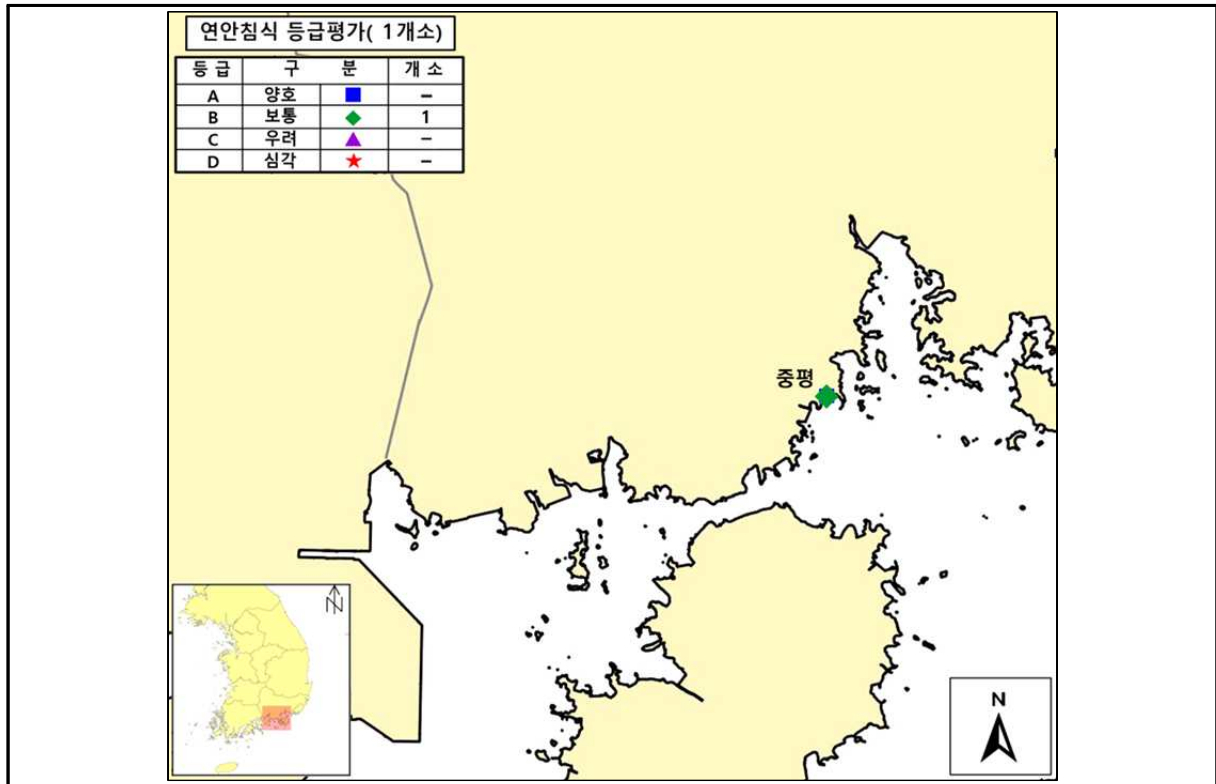 연안침식 등급평가( 1개소)
등 급 구 분 개 소
A 양호 –
B 보통 1
C 우려 –
D 심각 –
중평
N
N